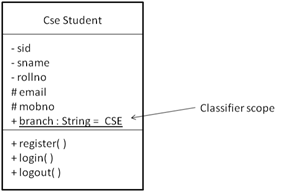 Cse Student
- sid
- sname
- rollno
# email
# mobno
+ branch : String = CSE
Classifier scope
+ register( )
+ login( )
+ logout( )